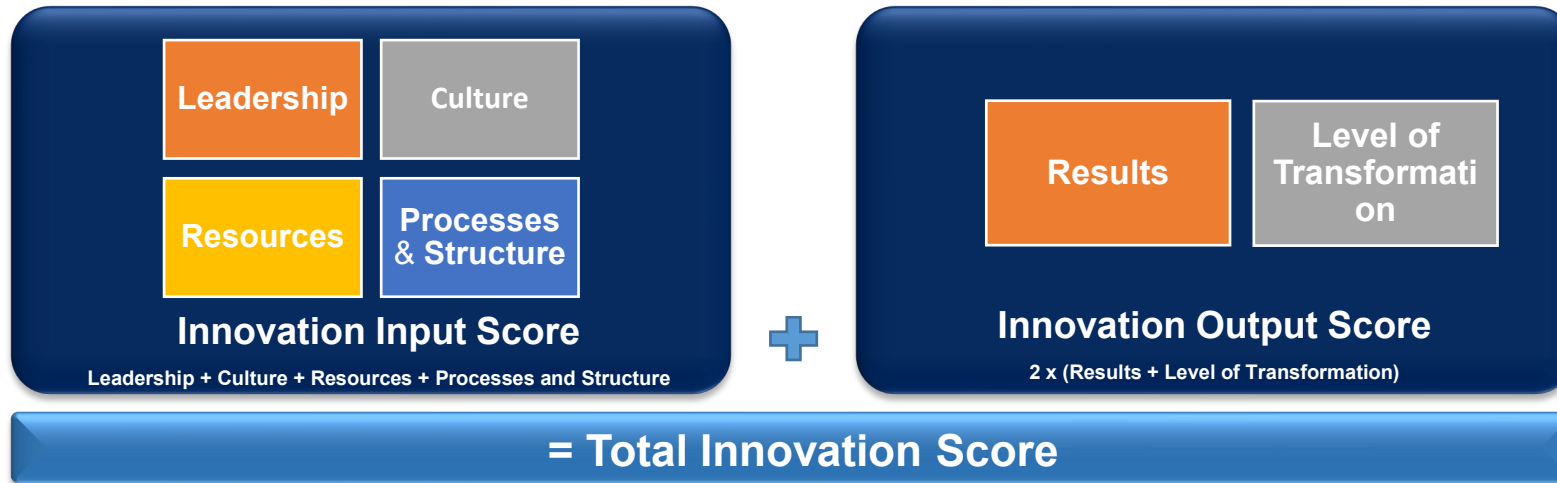 Leadership
Culture
Resources
Processes
& Structure
Innovation Input Score
Leadership + Culture + Resources + Processes and Structure
Results
Level of
Transformati
on
Innovation Output Score
2 x (Results + Level of Transformation)
= Total Innovation Score